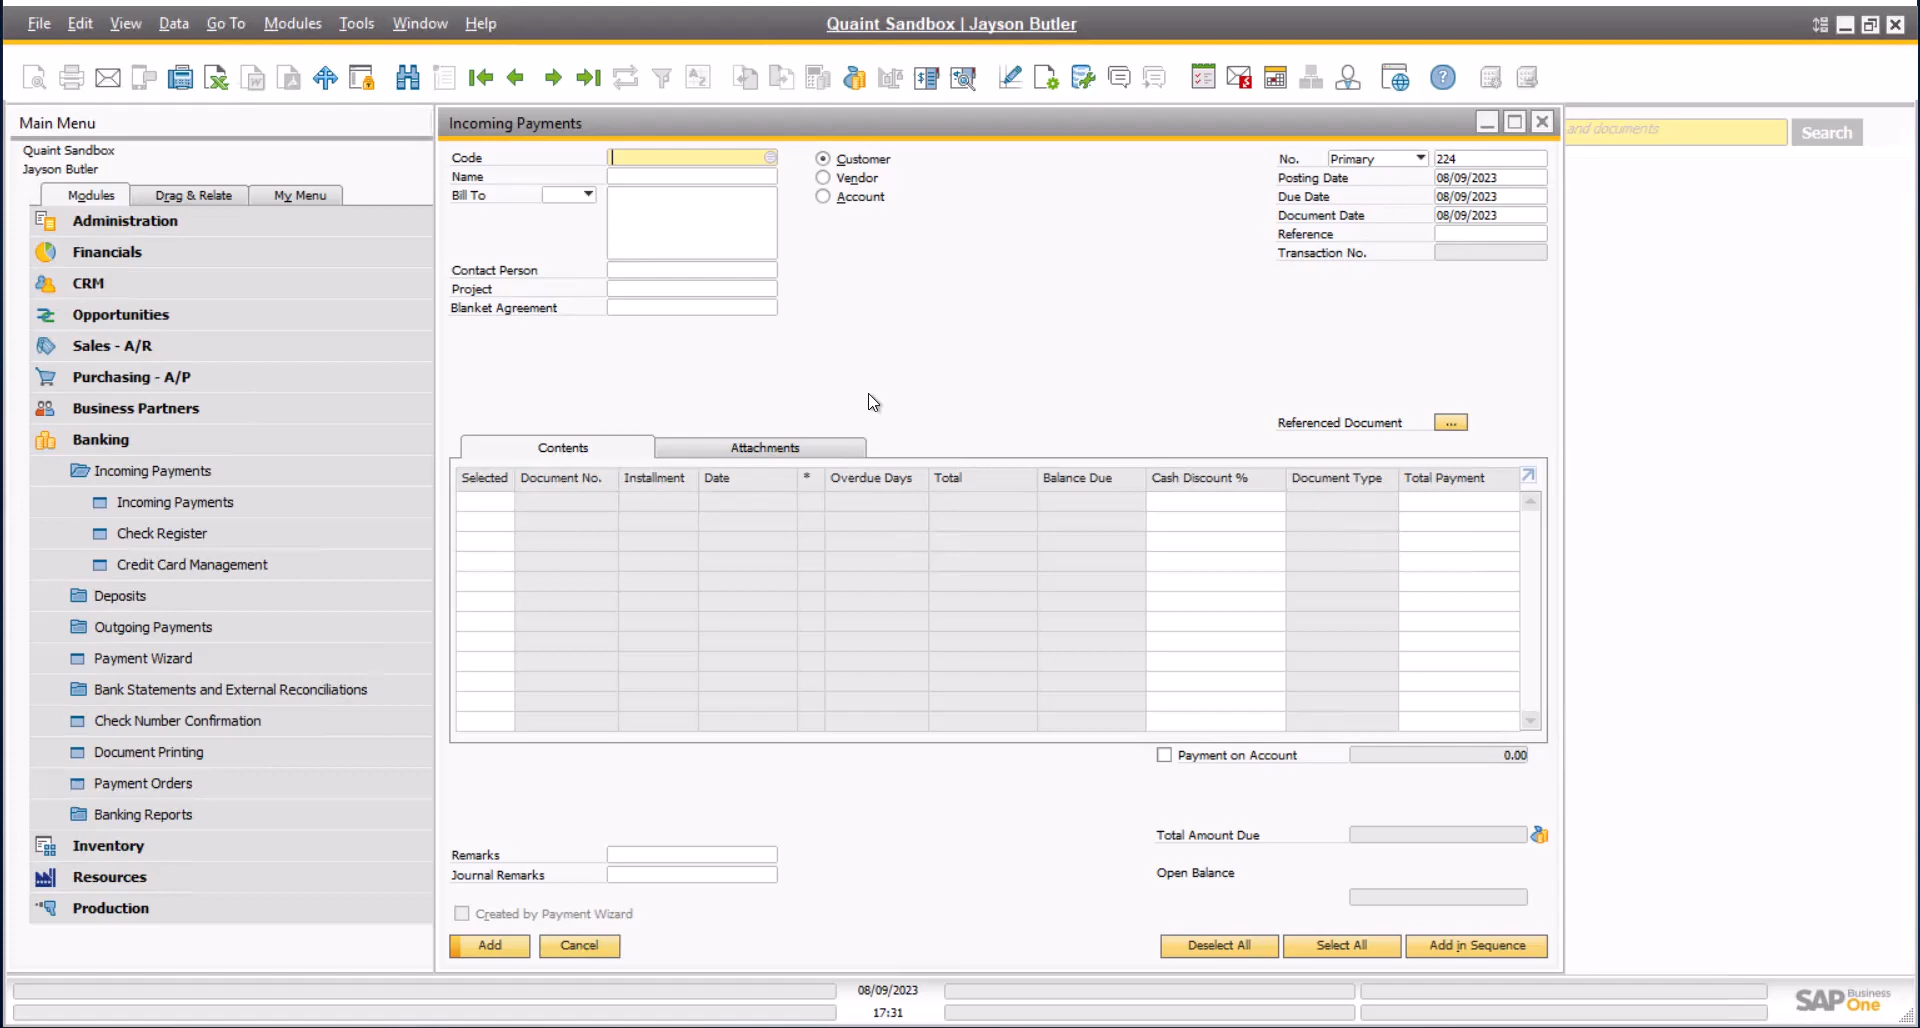 File Edit View Data Go To Modules Tools Window Help
Quaint Sandbox | Jayson Butler
Main Menu
Quaint Sandbox
Jayson Butler
Modules Drag & Relate My Menu
Administration
Financials
CRM
Opportunities
Sales - A/R
Purchasing - A/P
Business Partners
Banking
Incoming Payments
Incoming Payments
Check Register
Credit Card Management
Deposits
Outgoing Payments
Payment Wizard
Bank Statements and External Reconciliations
Check Number Confirmation
Document Printing
Payment Orders
Banking Reports
Inventory
Resources
Production
Incoming Payments
Code
Name
Bill To
Contact Person
Project
Blanket Agreement
Customer
Vendor
Account
No. Primary 224
Posting Date 08/09/2023
Due Date 08/09/2023
Document Date 08/09/2023
Reference
Transaction No.
Referenced Document ...
Contents Attachments
Selected Document No. Installment Date * Overdue Days Total Balance Due Cash Discount % Document Type Total Payment
Payment on Account 0.00
Total Amount Due
Open Balance
Remarks
Journal Remarks
Created by Payment Wizard
Add Cancel Deselect All Select All Add in Sequence
and documents Search
08/09/2023
17:31
SAP Business One